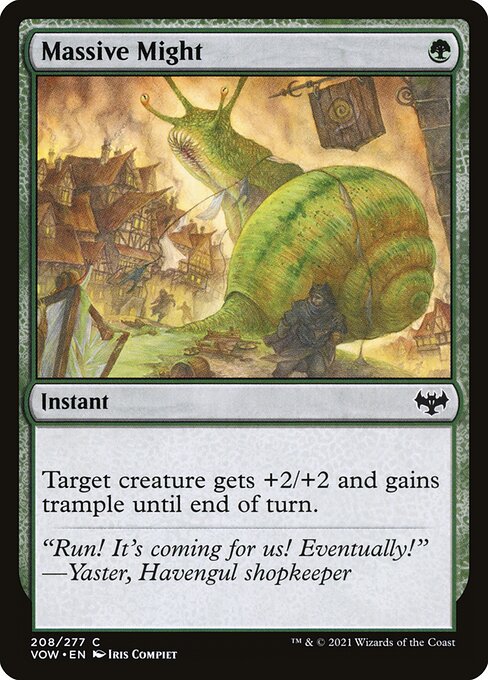 Massive Might
Instant
Target creature gets +2/+2 and gains
trample until end of turn.
“Run! It’s coming for us! Eventually!”
—Yaster, Havengul shopkeeper
208/277 C
VOW • EN Iris Compiet
™ & © 2021 Wizards of the Coast